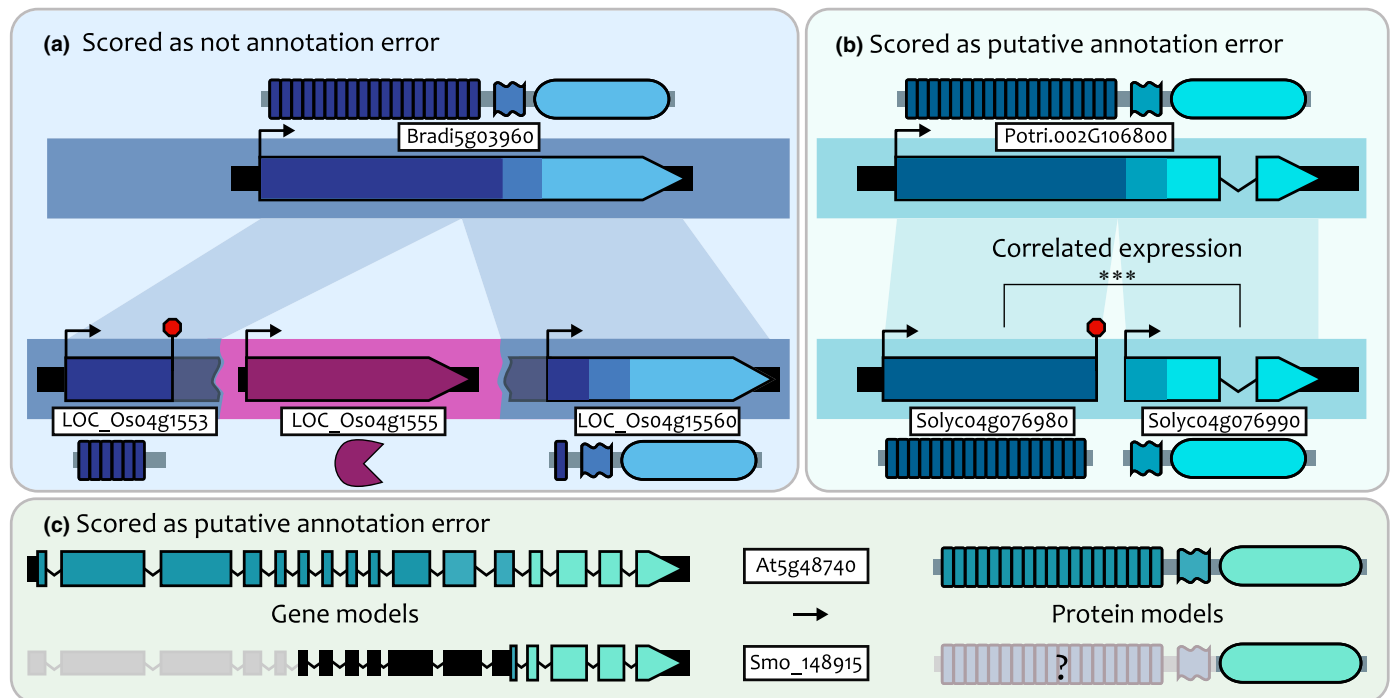 (a) Scored as not annotation error
Bradi5g03960
LOC_Os04g1553
LOC_Os04g1555
LOC_Os04g15560
(b) Scored as putative annotation error
Potri.002G106800
Correlated expression
***
Solyc04g076980
Solyc04g076990
(c) Scored as putative annotation error
At5g48740
Gene models
Protein models
Smo_148915
?